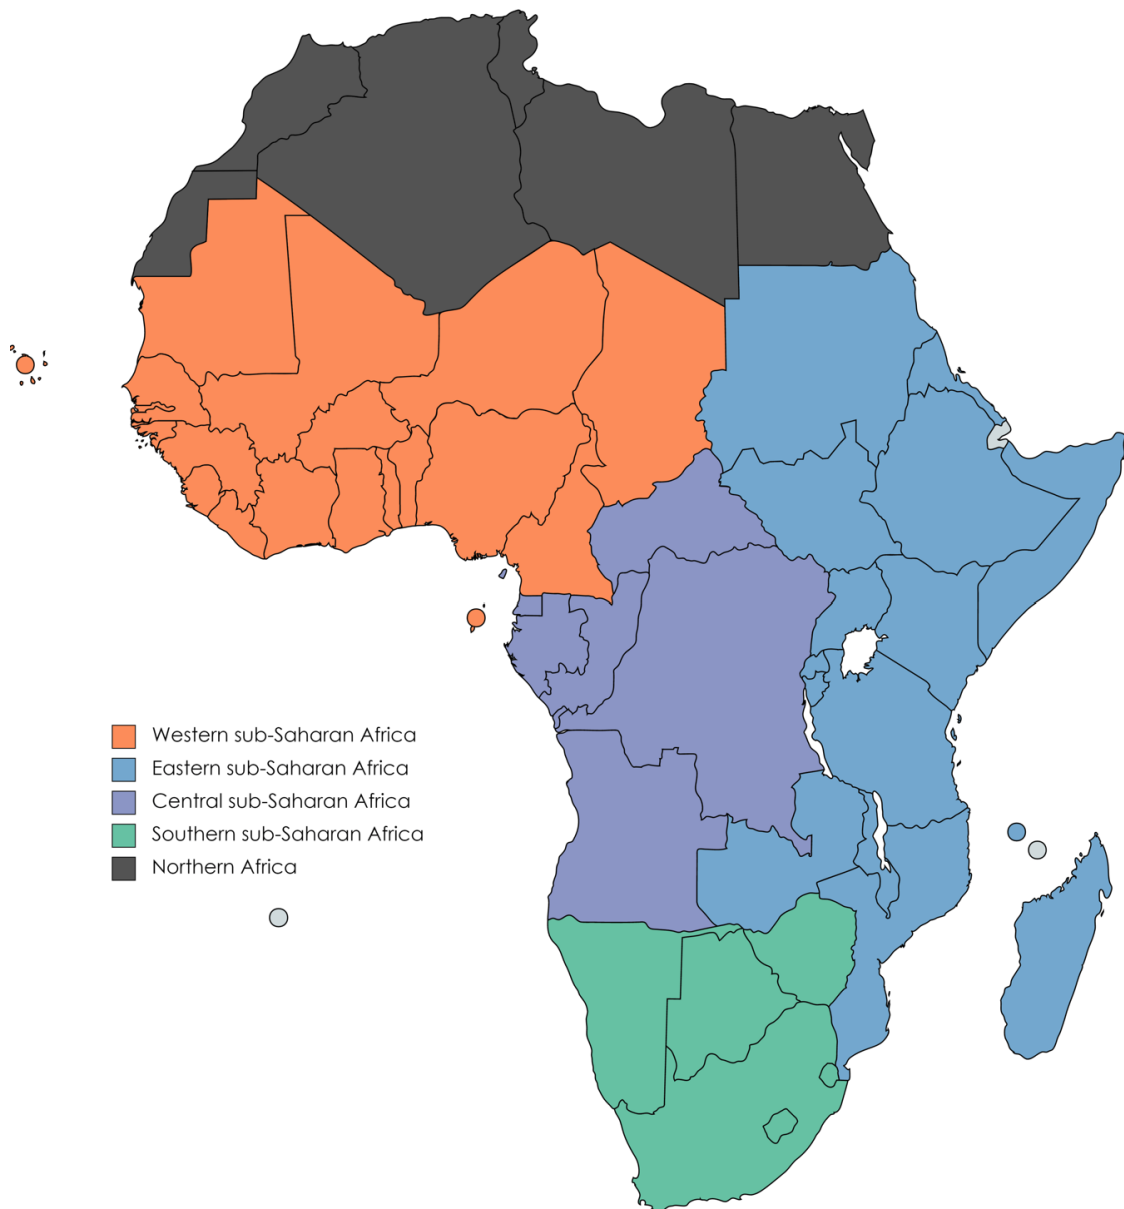 Western sub-Saharan Africa
Eastern sub-Saharan Africa
Central sub-Saharan Africa
Southern sub-Saharan Africa
Northern Africa